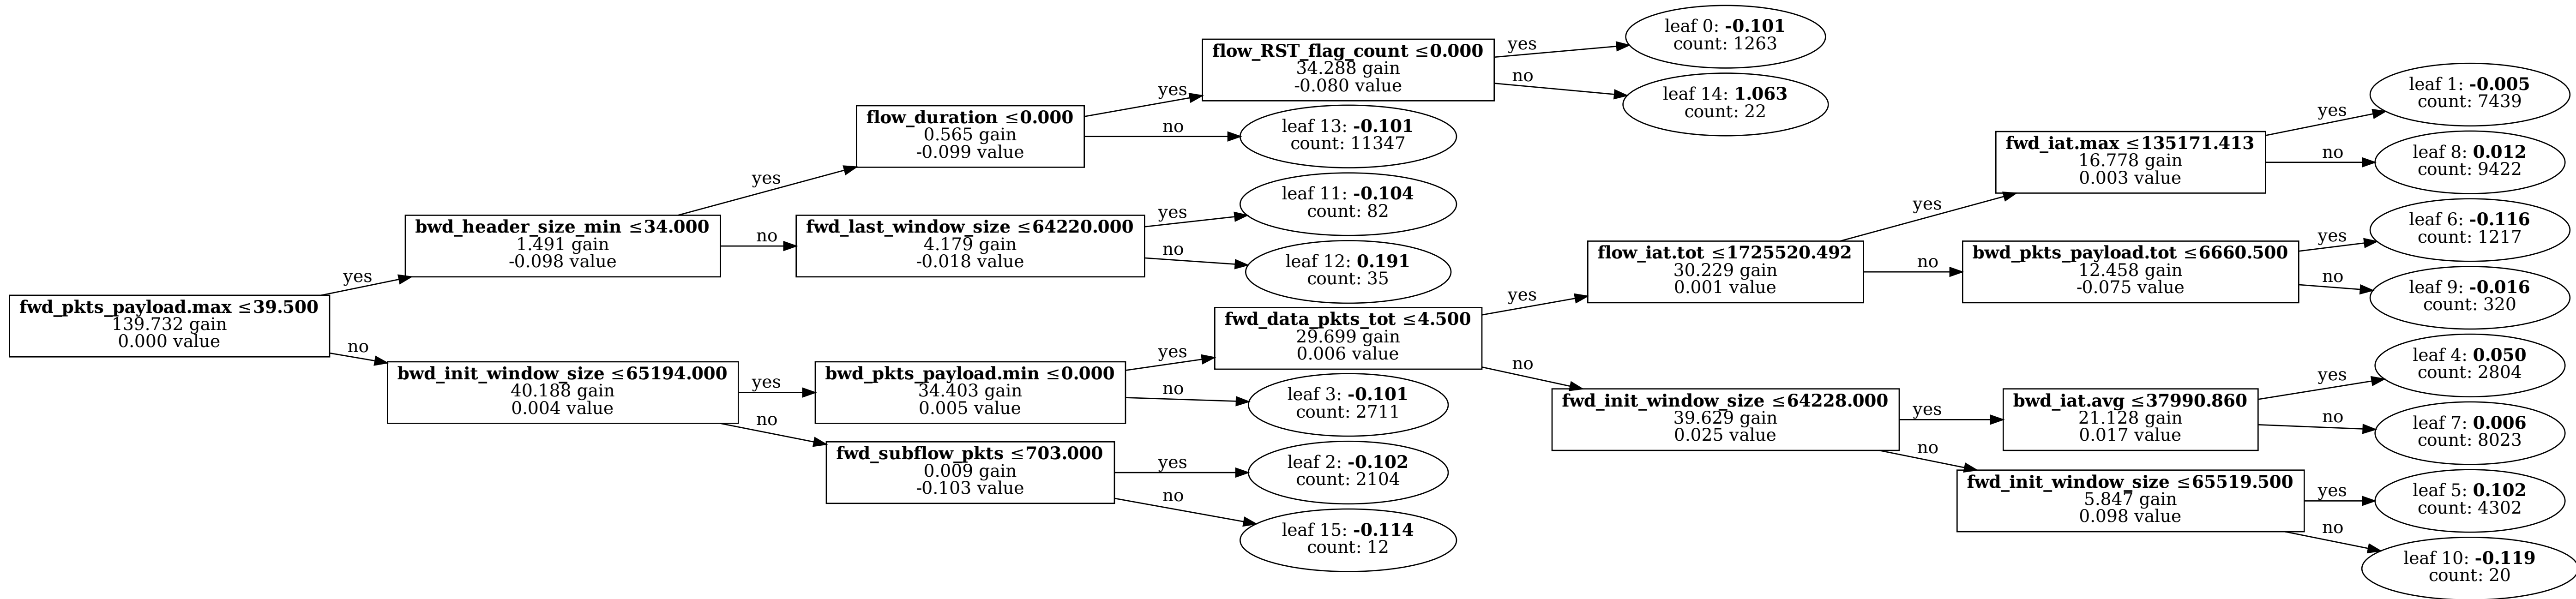 fwd_pkts_payload.max ≤39.500
139.732 gain
0.000 value
yes
no
bwd_header_size_min ≤34.000
1.491 gain
-0.098 value
yes
no
bwd_init_window_size ≤65194.000
40.188 gain
0.004 value
yes
no
flow_duration ≤0.000
0.565 gain
-0.099 value
yes
no
fwd_last_window_size ≤64220.000
4.179 gain
-0.018 value
yes
no
bwd_pkts_payload.min ≤0.000
34.403 gain
0.005 value
yes
no
fwd_subflow_pkts ≤703.000
0.009 gain
-0.103 value
yes
no
flow_RST_flag_count ≤0.000
34.288 gain
-0.080 value
yes
no
leaf 13: -0.101
count: 11347
leaf 11: -0.104
count: 82
leaf 12: 0.191
count: 35
fwd_data_pkts_tot ≤4.500
29.699 gain
0.006 value
yes
no
leaf 3: -0.101
count: 2711
leaf 2: -0.102
count: 2104
leaf 15: -0.114
count: 12
leaf 0: -0.101
count: 1263
leaf 14: 1.063
count: 22
flow_iat.tot ≤1725520.492
30.229 gain
0.001 value
yes
no
fwd_init_window_size ≤64228.000
39.629 gain
0.025 value
yes
no
fwd_iat.max ≤135171.413
16.778 gain
0.003 value
yes
no
bwd_pkts_payload.tot ≤6660.500
12.458 gain
-0.075 value
yes
no
bwd_iat.avg ≤37990.860
21.128 gain
0.017 value
yes
no
fwd_init_window_size ≤65519.500
5.847 gain
0.098 value
yes
no
leaf 1: -0.005
count: 7439
leaf 8: 0.012
count: 9422
leaf 6: -0.116
count: 1217
leaf 9: -0.016
count: 320
leaf 4: 0.050
count: 2804
leaf 7: 0.006
count: 8023
leaf 5: 0.102
count: 4302
leaf 10: -0.119
count: 20